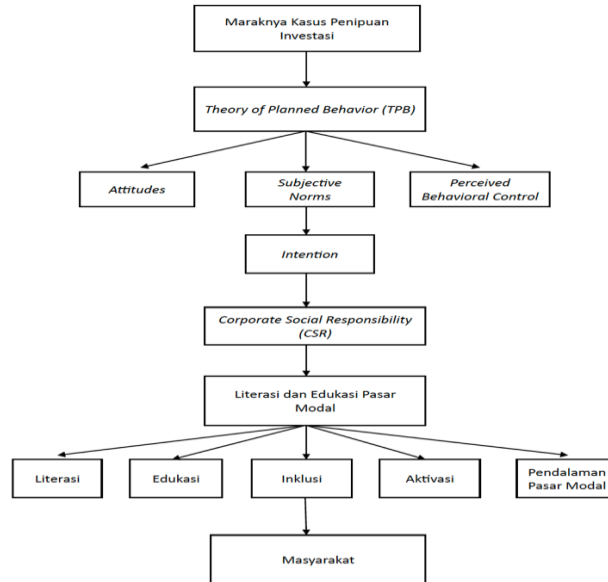 Maraknya Kasus Penipuan
Investasi
Theory of Planned Behavior (TPB)
Attitudes
Subjective
Norms
Perceived
Behavioral Control
Intention
Corporate Social Responsibility
(CSR)
Literasi dan Edukasi Pasar
Modal
Literasi
Edukasi
Inklusi
Aktivasi
Pendalaman
Pasar Modal
Masyarakat